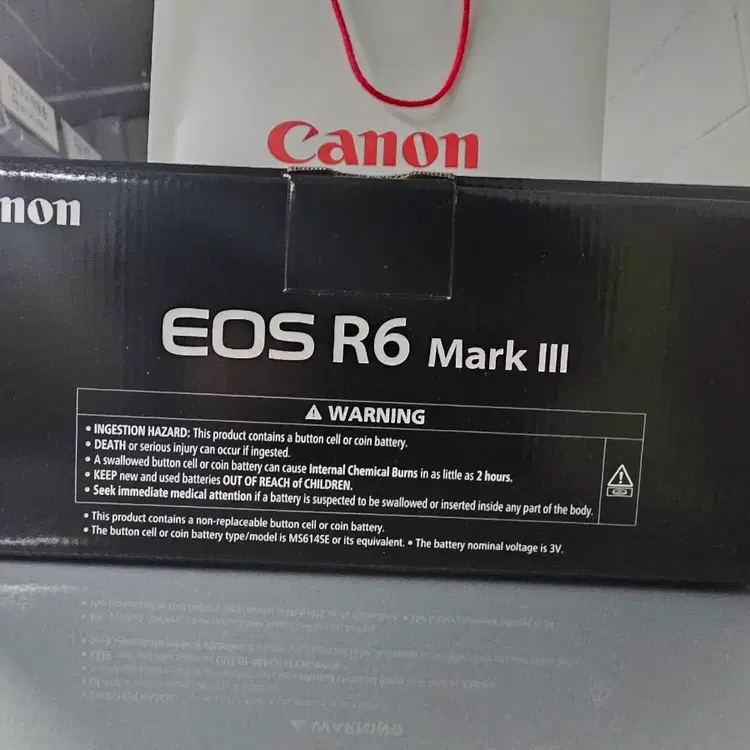 Canon
non
EOS R6 Mark III
⚠ WARNING
• INGESTION HAZARD: This product contains a button cell or coin battery.
• DEATH or serious injury can occur if ingested.
• A swallowed button cell or coin battery can cause Internal Chemical Burns in as little as 2 hours.
• KEEP new and used batteries OUT OF REACH of CHILDREN.
• Seek immediate medical attention if a battery is suspected to be swallowed or inserted inside any part of the body.
• This product contains a non-replaceable button cell or coin battery.
• The button cell or coin battery type/model is MS614SE or its equivalent. • The battery nominal voltage is 3V.